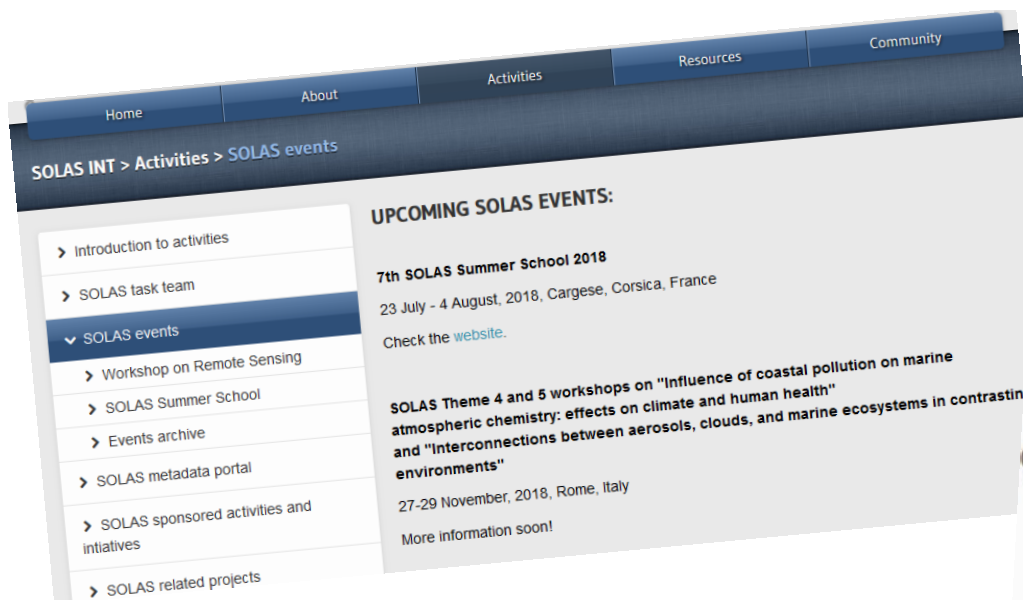 Home
About
Activities
Resources
Community
SOLAS INT > Activities > SOLAS events
Introduction to activities
SOLAS task team
SOLAS events
Workshop on Remote Sensing
SOLAS Summer School
Events archive
SOLAS metadata portal
SOLAS sponsored activities and
intiatives
SOLAS related projects
UPCOMING SOLAS EVENTS:
7th SOLAS Summer School 2018
23 July - 4 August, 2018, Cargese, Corsica, France
Check the website.
SOLAS Theme 4 and 5 workshops on "Influence of coastal pollution on marine
atmospheric chemistry: effects on climate and human health"
and "Interconnections between aerosols, clouds, and marine ecosystems in contrastin
environments"
27-29 November, 2018, Rome, Italy
More information soon!